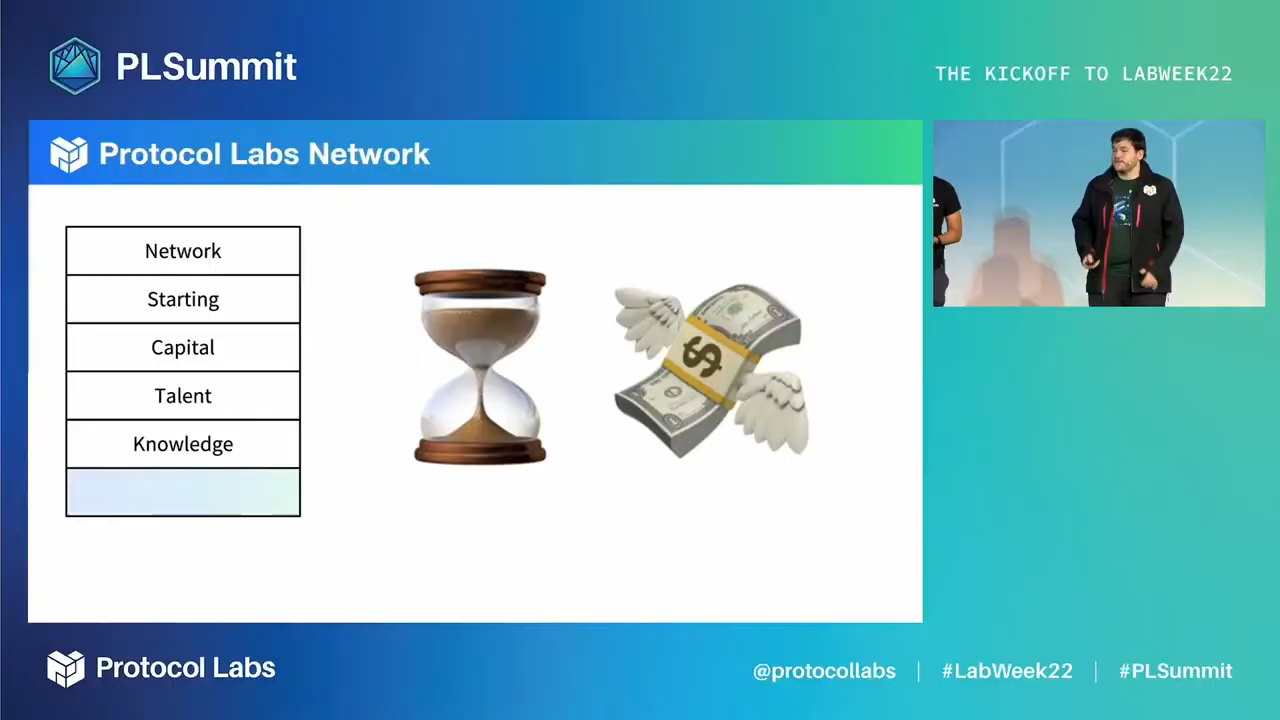 PLSummit
THE KICKOFF TO LABWEEK22
Protocol Labs Network
Network
Starting
Capital
Talent
Knowledge
$
Protocol Labs
@protocollabs | #LabWeek22 | #PLSummit